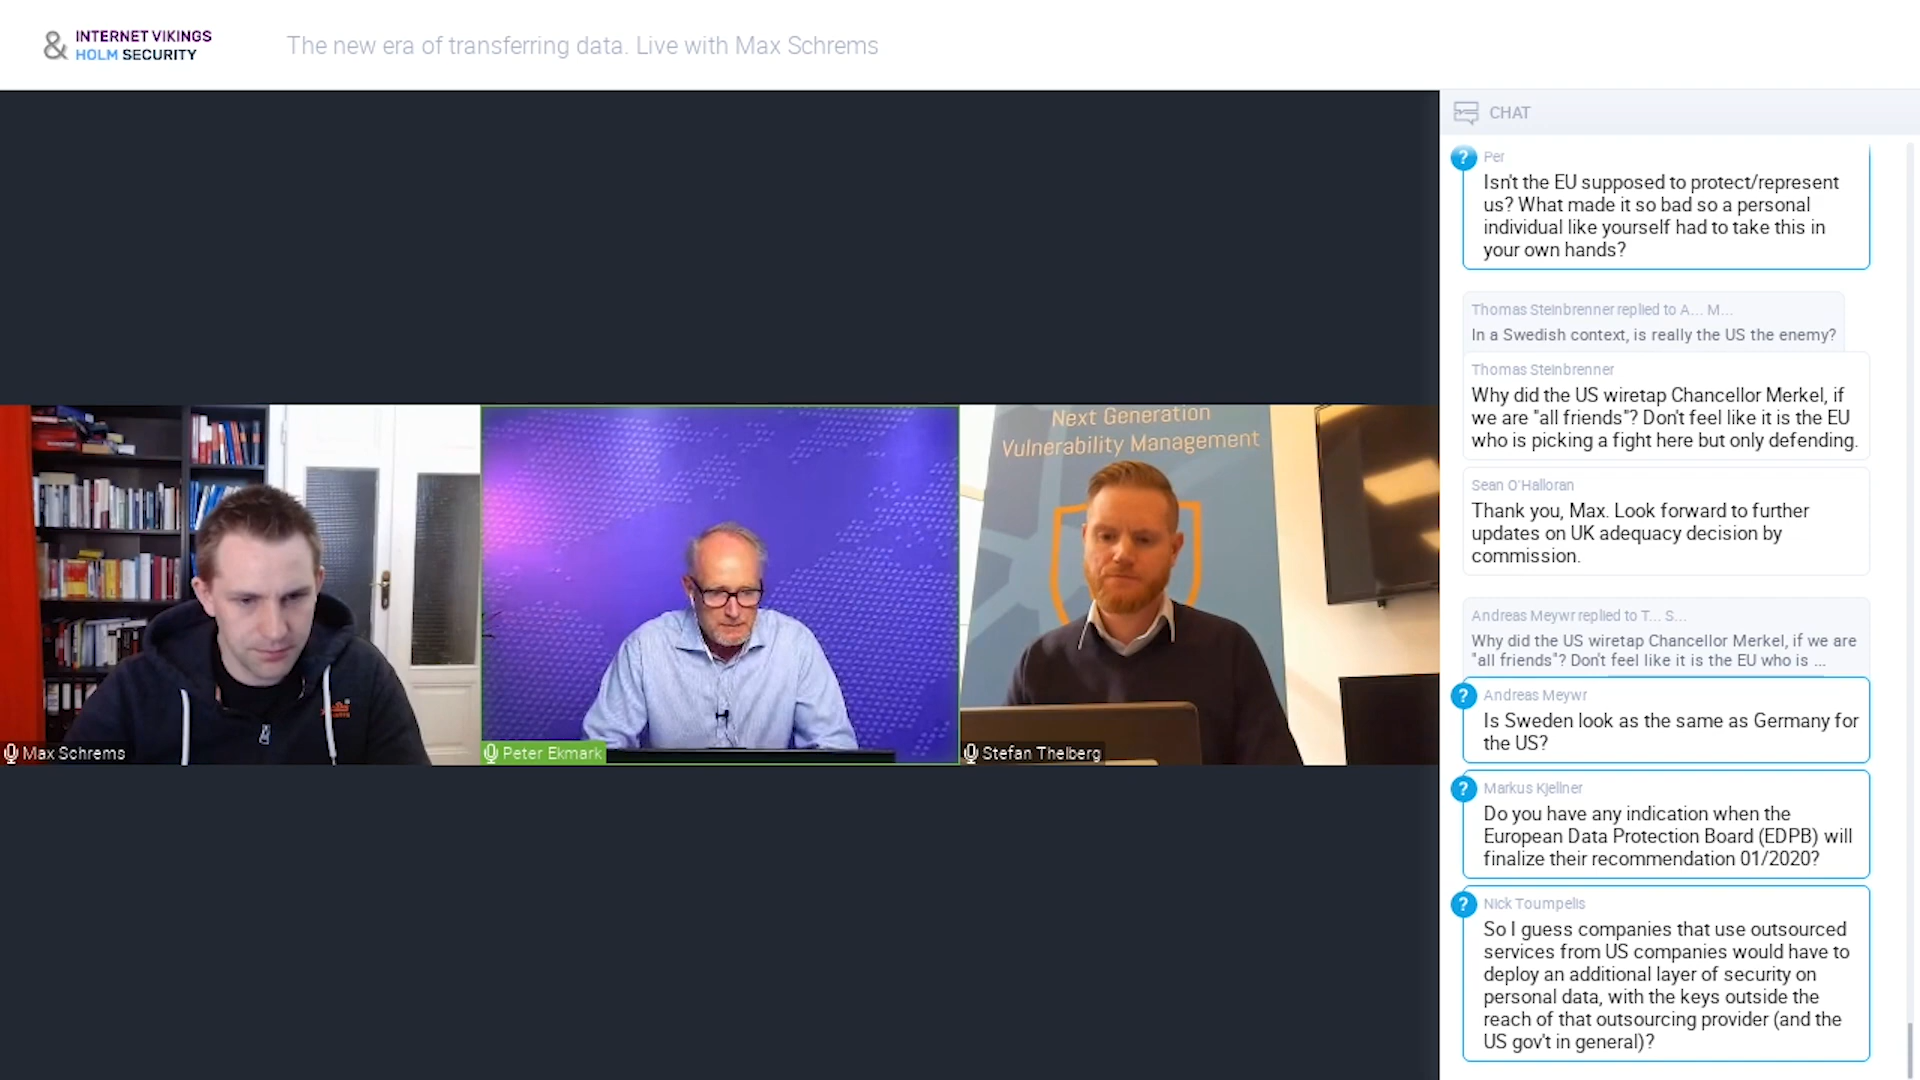 & INTERNET VIKINGS
HOLM SECURITY
The new era of transferring data. Live with Max Schrems
Next Generation
Vulnerability Management
Max Schrems
Peter Ekmark
Stefan Thelberg
CHAT
? Per
Isn't the EU supposed to protect/represent
us? What made it so bad so a personal
individual like yourself had to take this in
your own hands?
Thomas Steinbrenner replied to A... M...
In a Swedish context, is really the US the enemy?
Thomas Steinbrenner
Why did the US wiretap Chancellor Merkel, if
we are "all friends"? Don't feel like it is the EU
who is picking a fight here but only defending.
Sean O'Halloran
Thank you, Max. Look forward to further
updates on UK adequacy decision by
commission.
Andreas Meywr replied to T... S...
Why did the US wiretap Chancellor Merkel, if we are
"all friends"? Don't feel like it is the EU who is ...
? Andreas Meywr
Is Sweden look as the same as Germany for
the US?
? Markus Kjellner
Do you have any indication when the
European Data Protection Board (EDPB) will
finalize their recommendation 01/2020?
? Nick Toumpelis
So I guess companies that use outsourced
services from US companies would have to
deploy an additional layer of security on
personal data, with the keys outside the
reach of that outsourcing provider (and the
US gov't in general)?